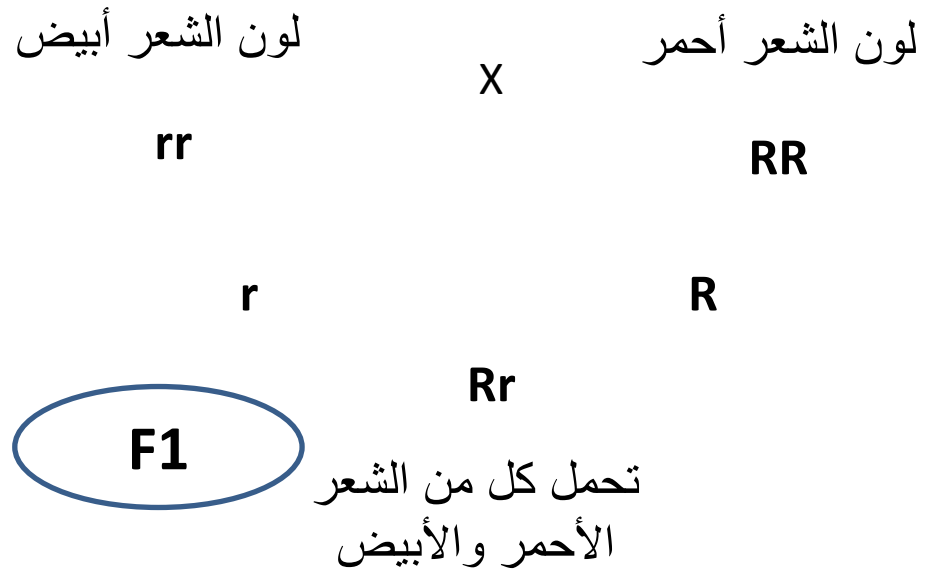 لون الشعر أحمر
X
لون الشعر أبيض
RR
rr
R
r
Rr
F1
تحمل كل من الشعر
الأحمر والأبيض